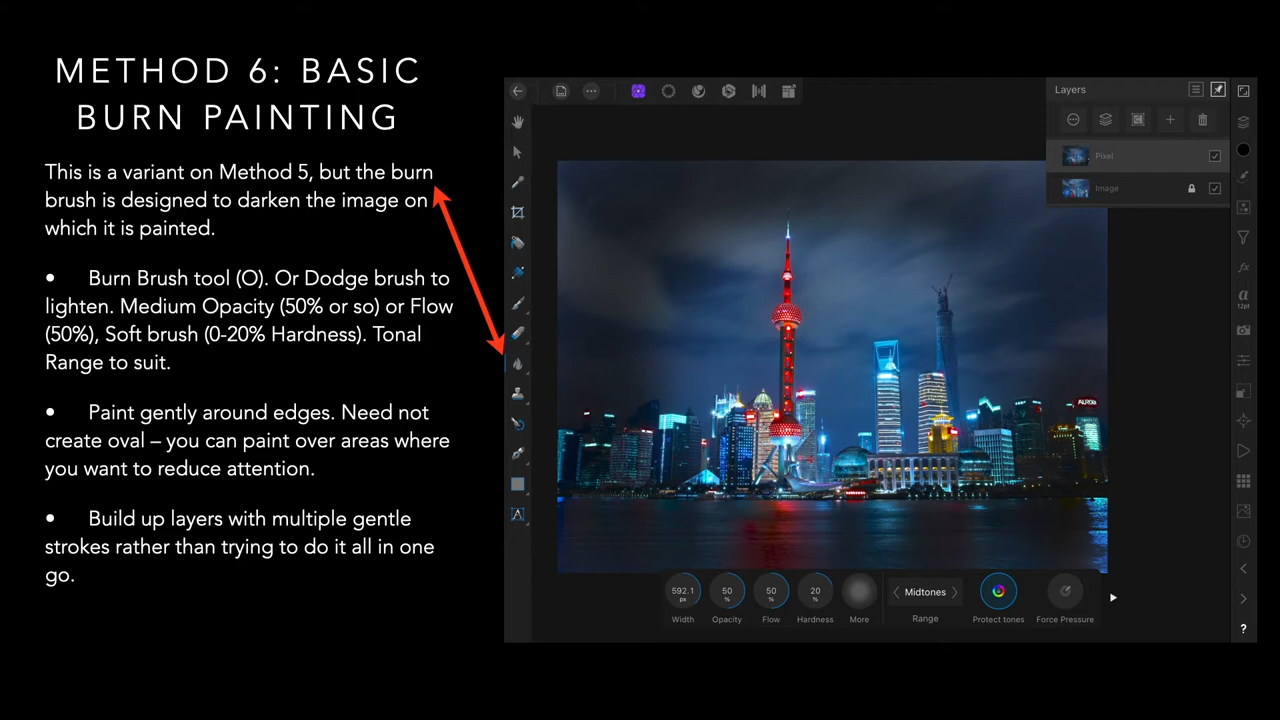 METHOD 6: BASIC
BURN PAINTING
This is a variant on Method 5, but the burn
brush is designed to darken the image on
which it is painted.
• Burn Brush tool (O). Or Dodge brush to
lighten. Medium Opacity (50% or so) or Flow
(50%), Soft brush (0-20% Hardness). Tonal
Range to suit.
• Paint gently around edges. Need not
create oval – you can paint over areas where
you want to reduce attention.
• Build up layers with multiple gentle
strokes rather than trying to do it all in one
go.
Layers
Pixel
Image
fx
a
12pt
A
AURORA
592.1 px
50 %
50 %
20 %
Midtones
Width
Opacity
Flow
Hardness
More
Range
Protect tones
Force Pressure
?